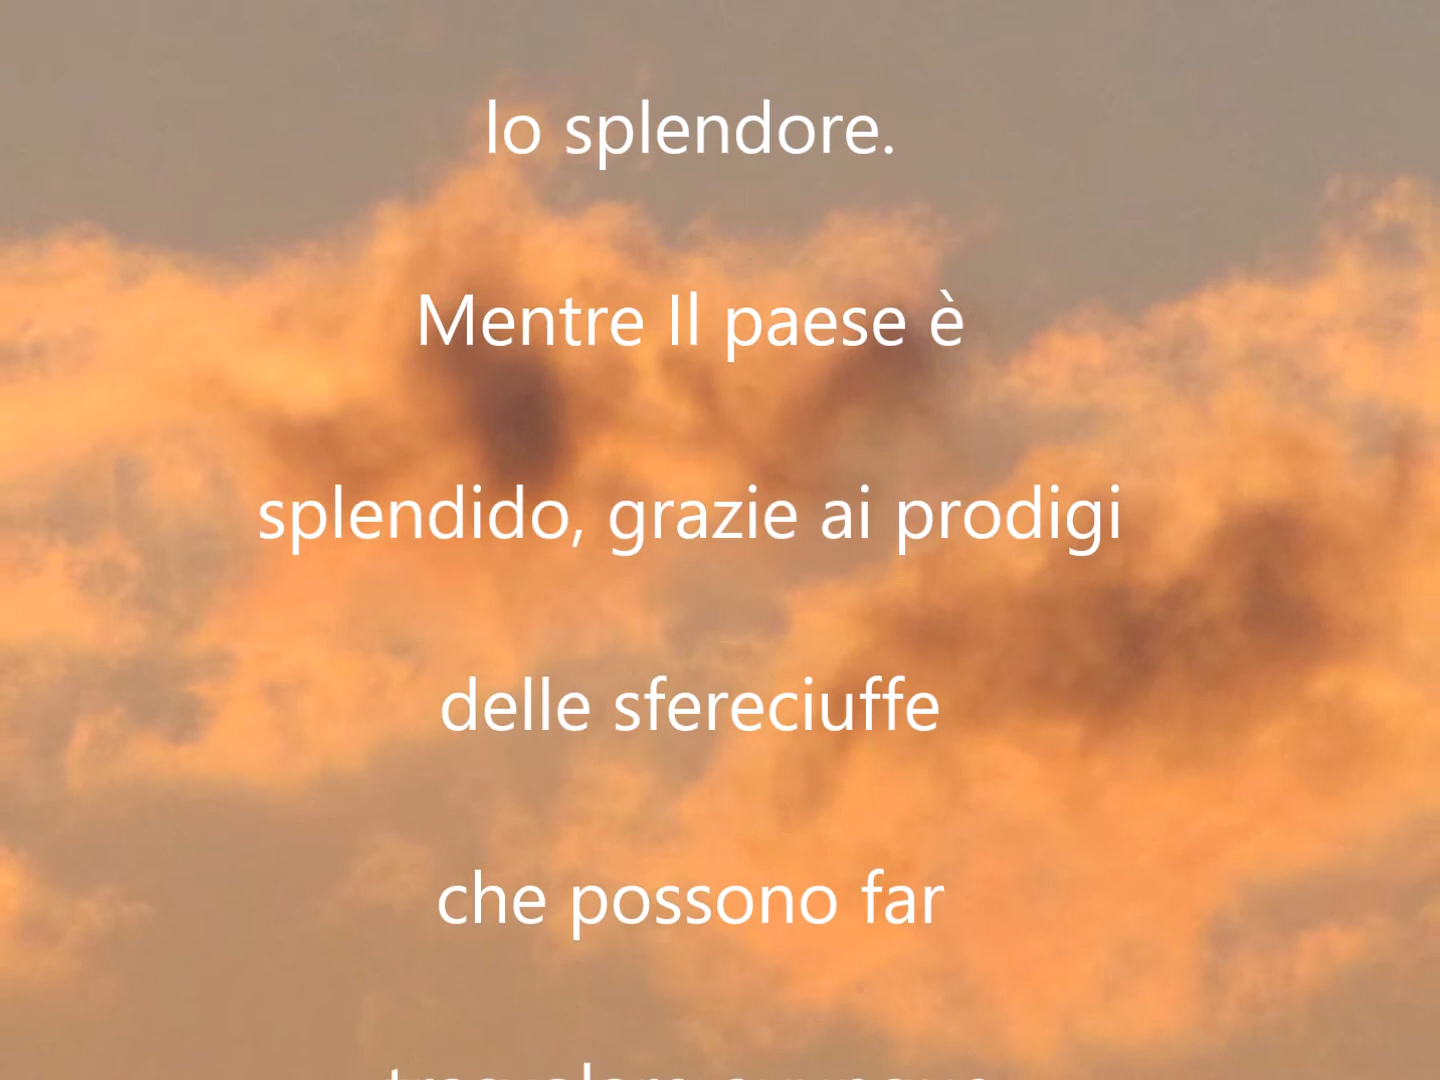 lo splendore.
Mentre Il paese è
splendido, grazie ai prodigi
delle sfereciuffe
che possono far